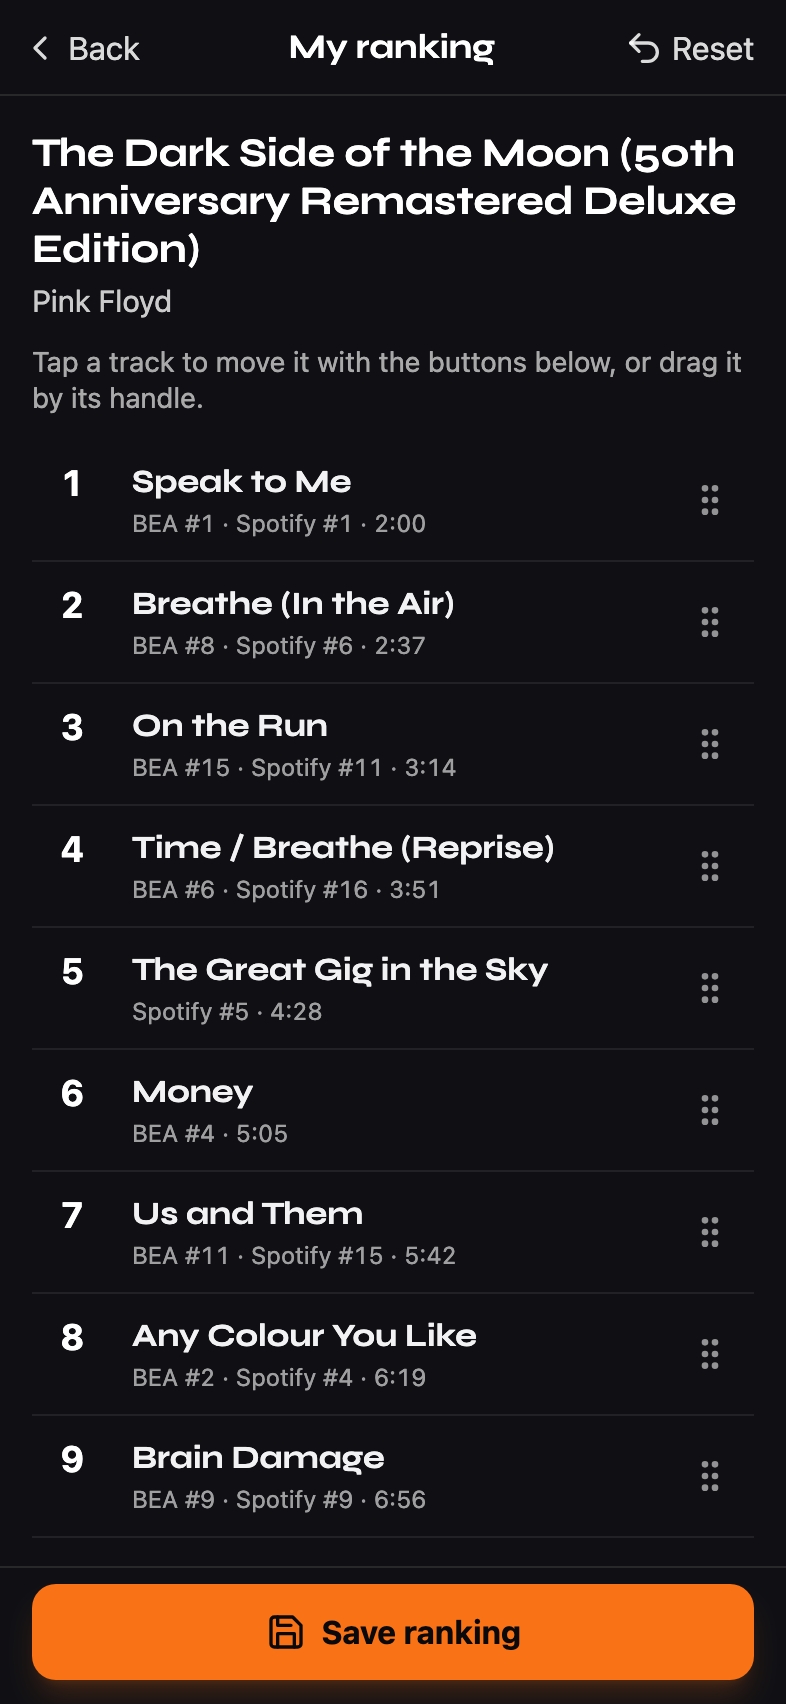 Back
My ranking
Reset
The Dark Side of the Moon (50th
Anniversary Remastered Deluxe
Edition)
Pink Floyd
Tap a track to move it with the buttons below, or drag it
by its handle.
1
Speak to Me
BEA #1 · Spotify #1 · 2:00
2
Breathe (In the Air)
BEA #8 · Spotify #6 · 2:37
3
On the Run
BEA #15 · Spotify #11 · 3:14
4
Time / Breathe (Reprise)
BEA #6 · Spotify #16 · 3:51
5
The Great Gig in the Sky
Spotify #5 · 4:28
6
Money
BEA #4 · 5:05
7
Us and Them
BEA #11 · Spotify #15 · 5:42
8
Any Colour You Like
BEA #2 · Spotify #4 · 6:19
9
Brain Damage
BEA #9 · Spotify #9 · 6:56
Save ranking